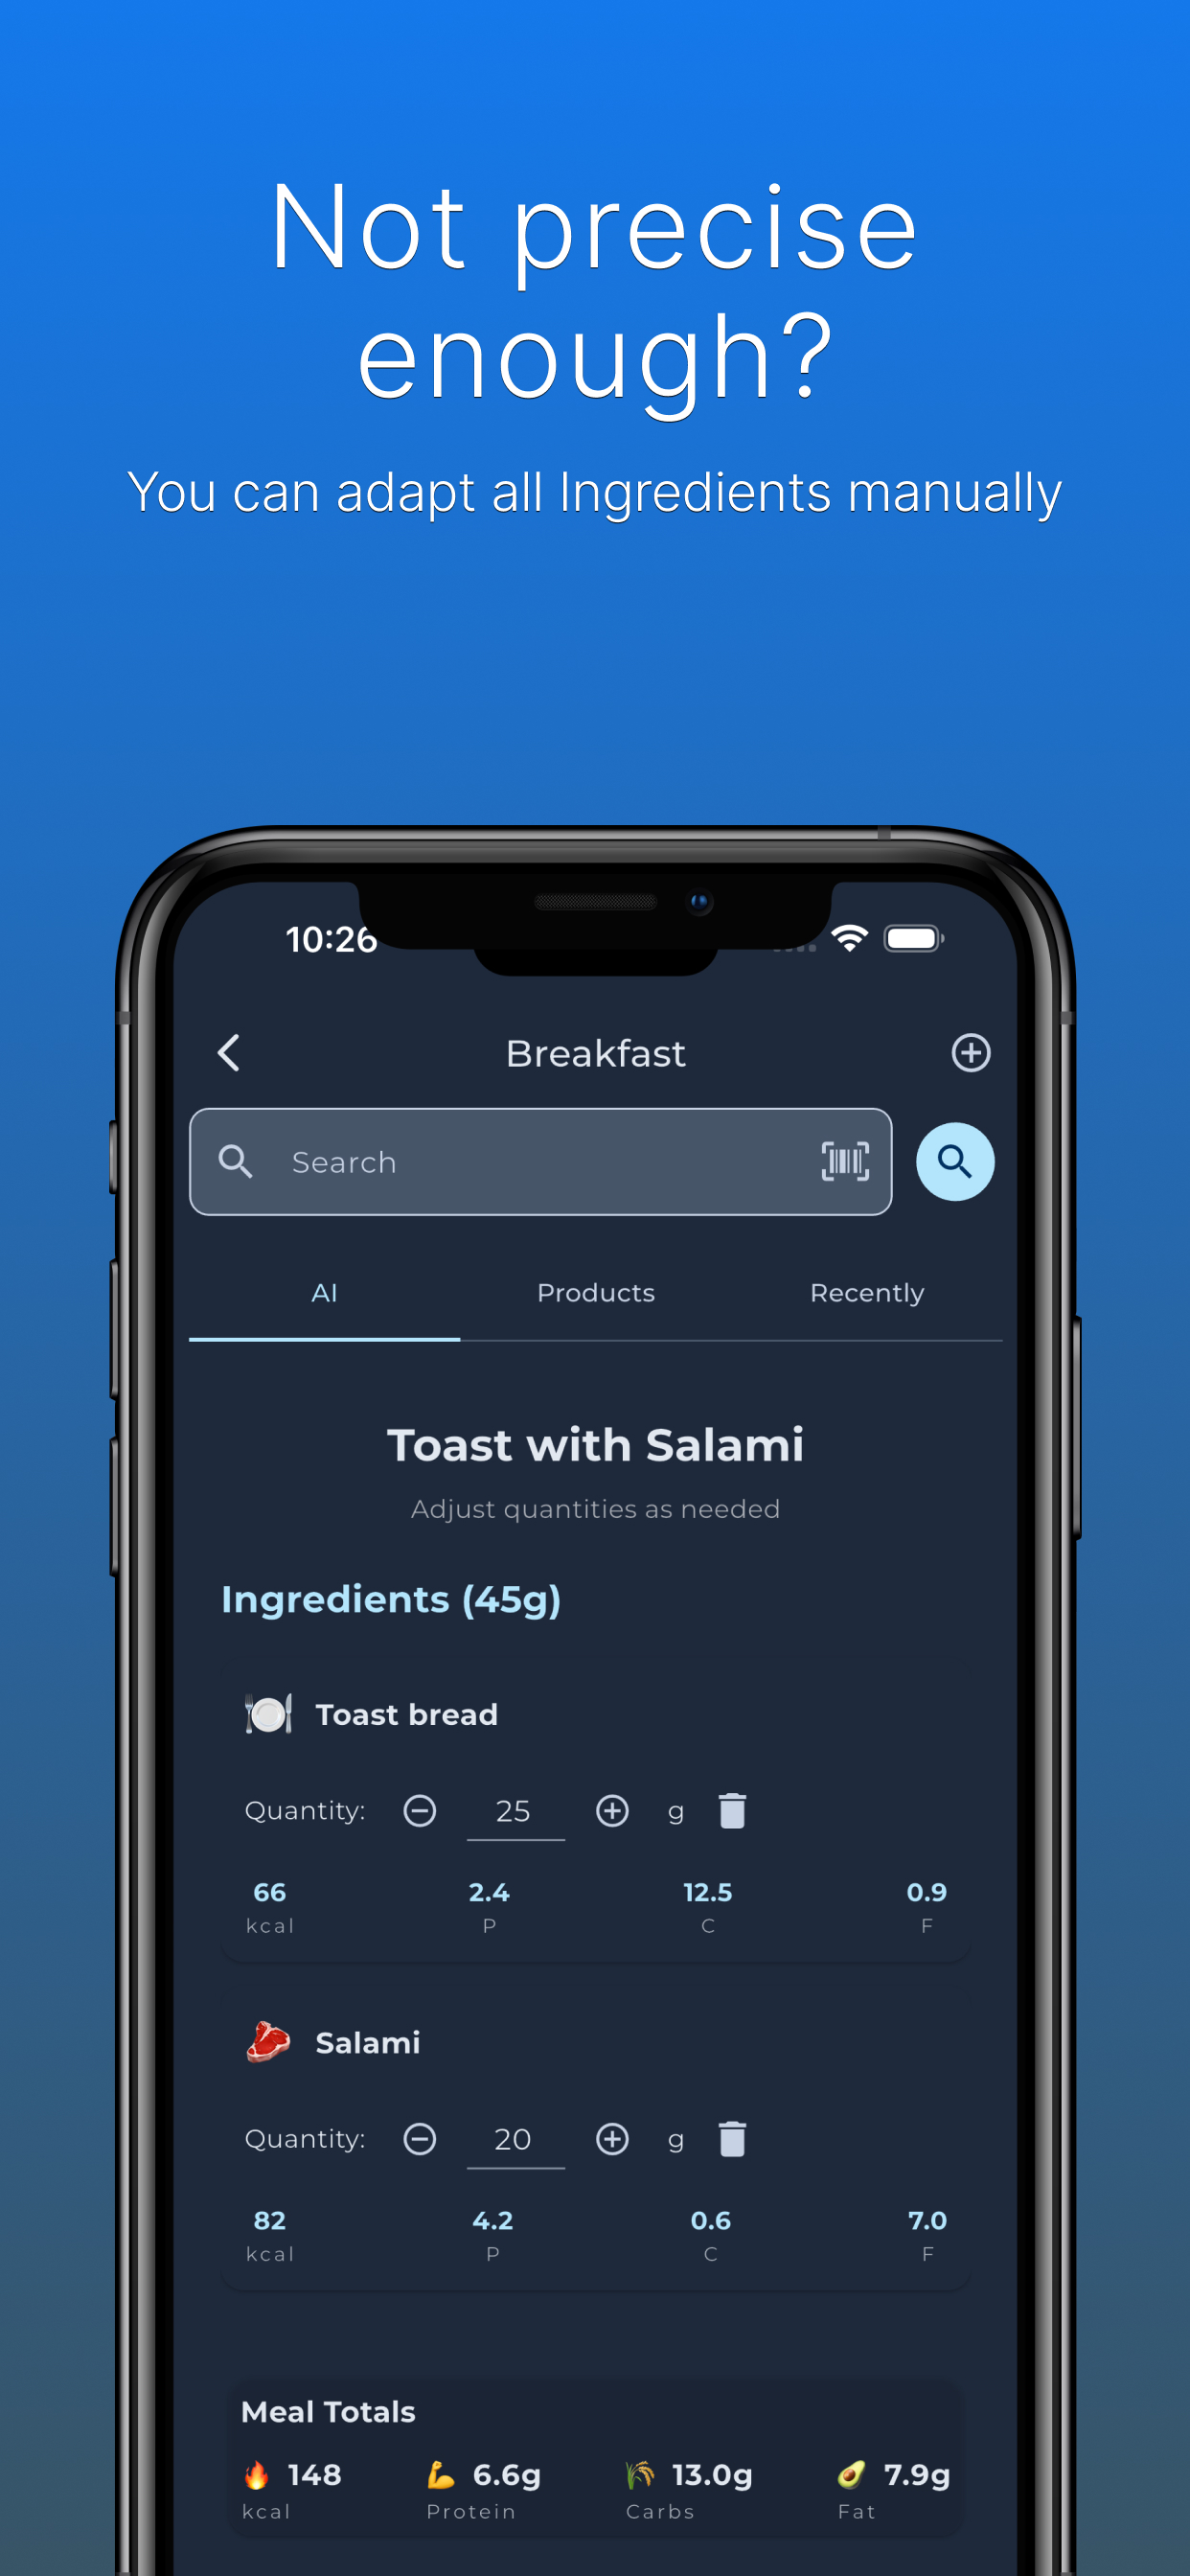 Not precise
enough?
You can adapt all Ingredients manually
10:26
Breakfast
Search
AI Products Recently
Toast with Salami
Adjust quantities as needed
Ingredients (45g)
Toast bread
Quantity: 25 g
66 2.4 12.5 0.9
kcal P C F
Salami
Quantity: 20 g
82 4.2 0.6 7.0
kcal P C F
Meal Totals
148 6.6g 13.0g 7.9g
kcal Protein Carbs Fat